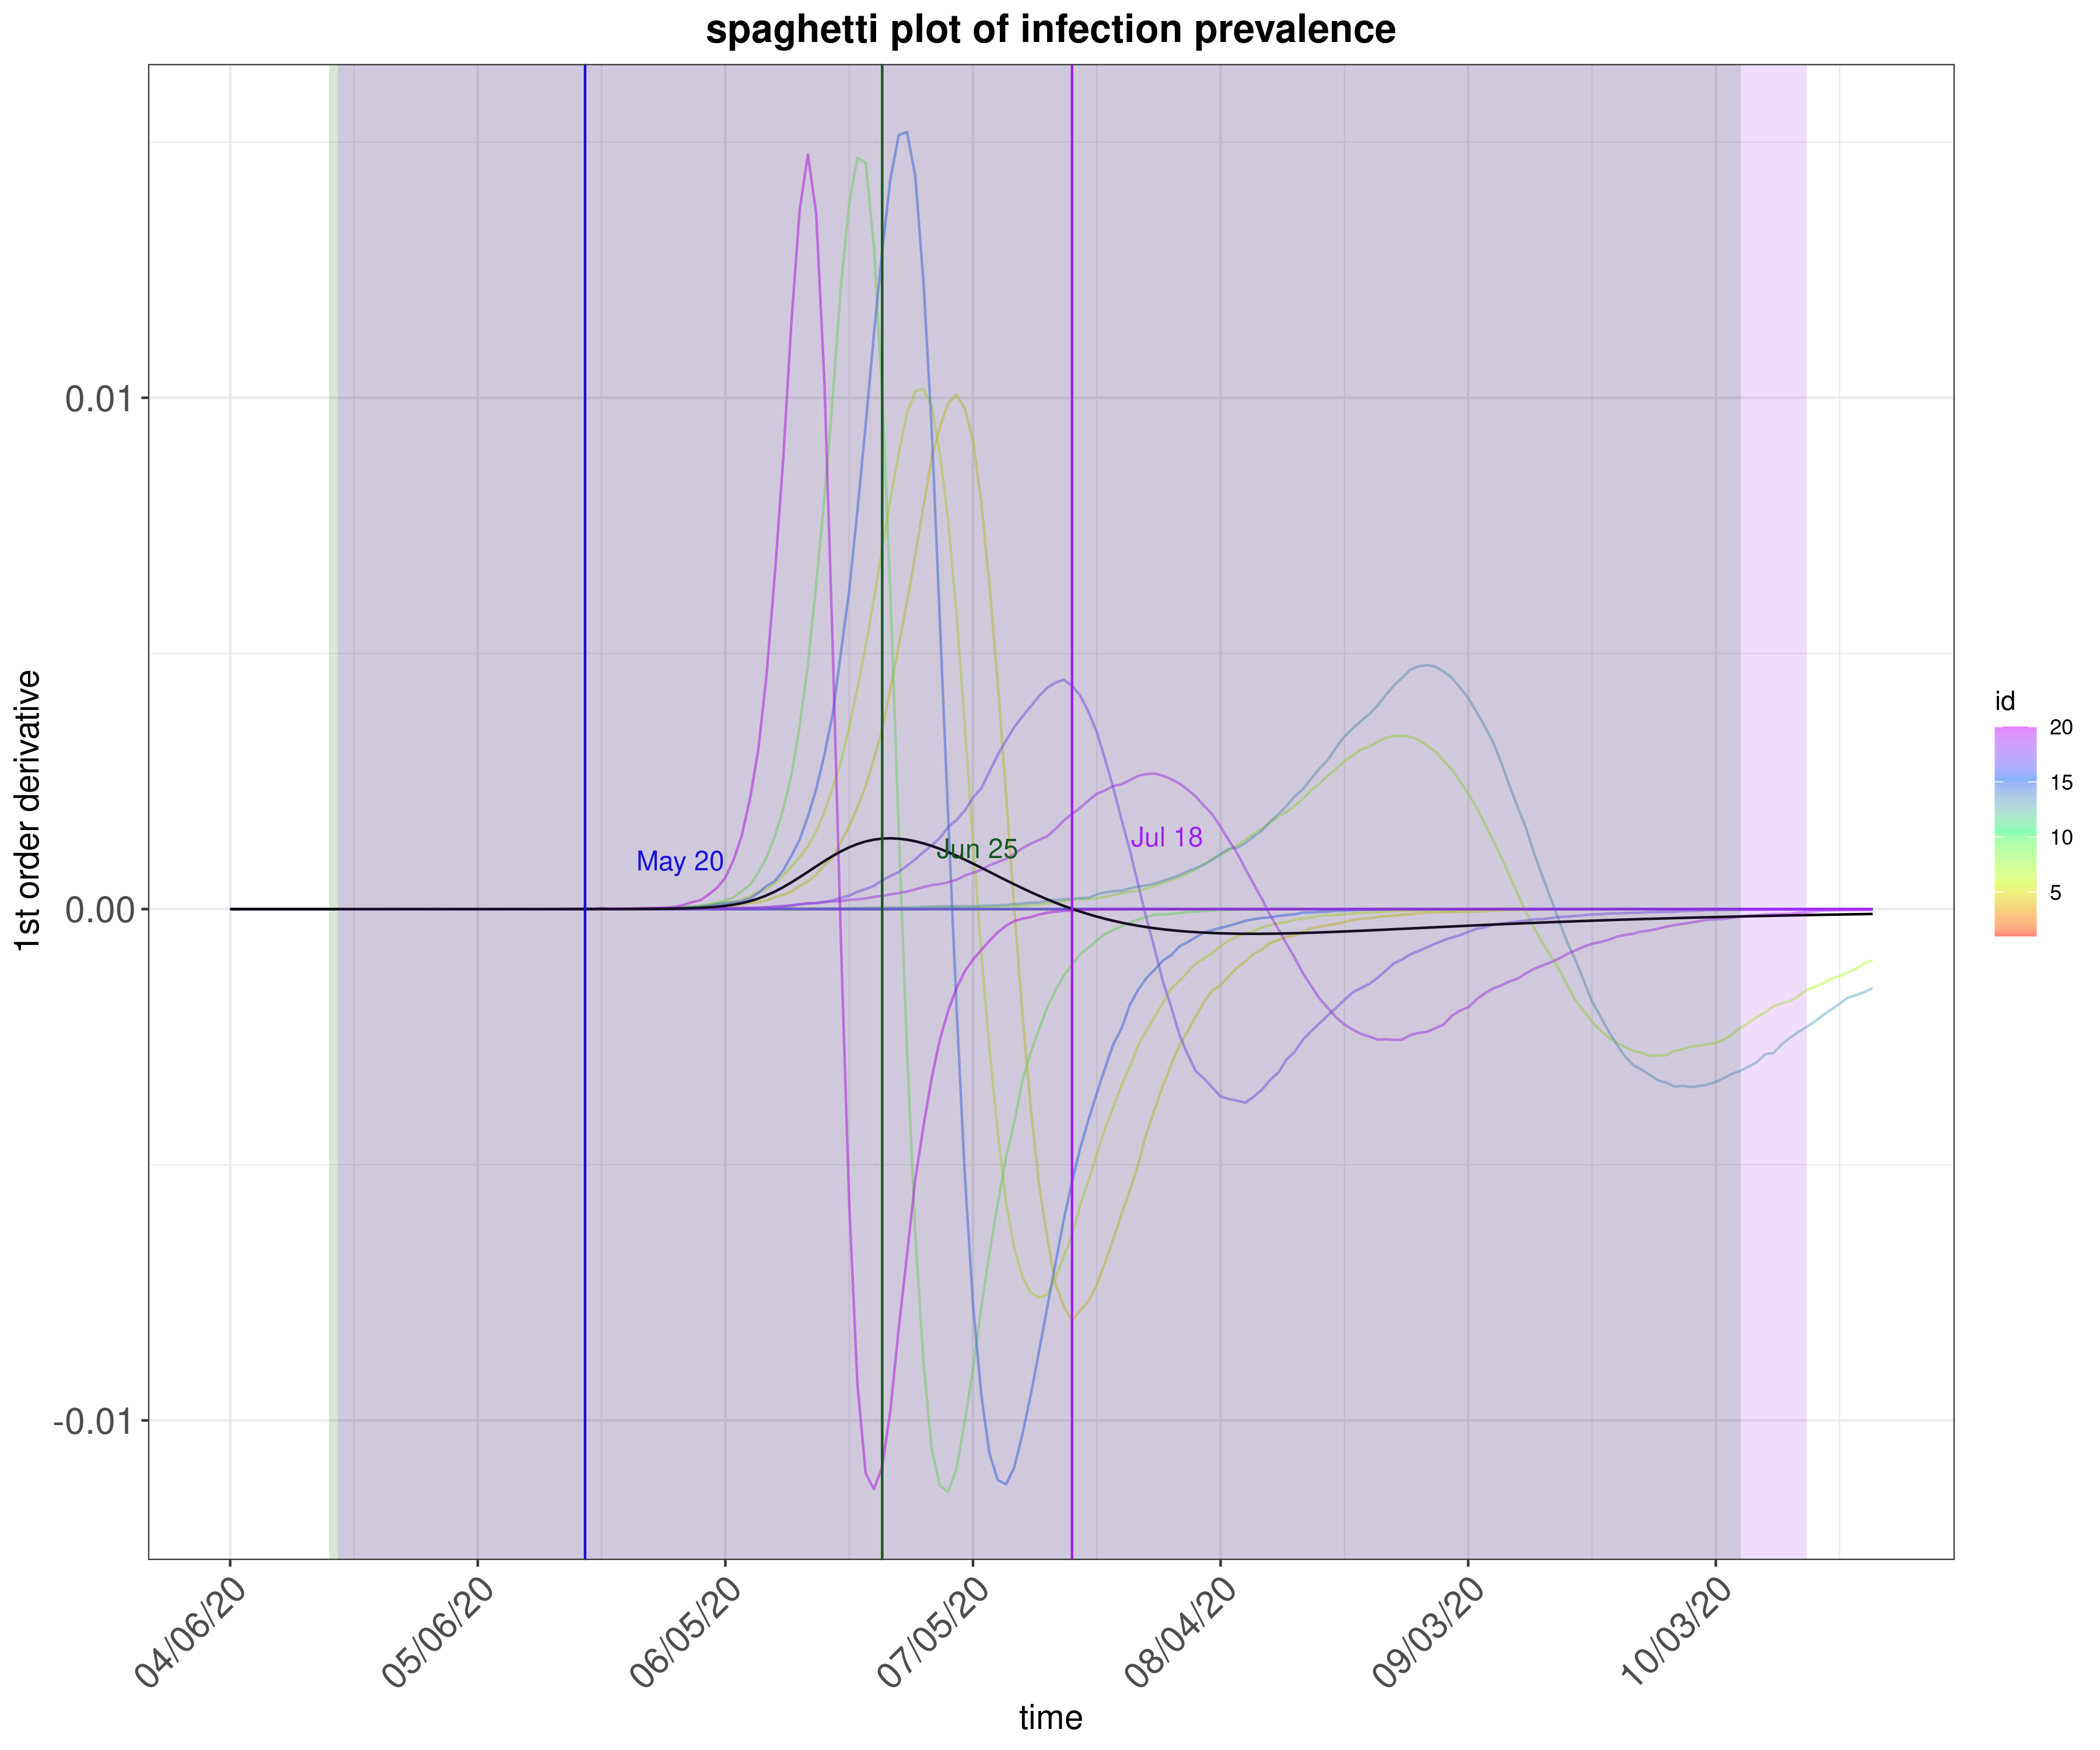 spaghetti plot of infection prevalence
1st order derivative
0.01
0.00
-0.01
May 20
Jun 25
Jul 18
04/06/20
05/06/20
06/05/20
07/05/20
08/04/20
09/03/20
10/03/20
time
id
20
15
10
5